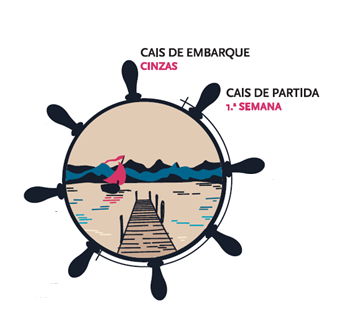 CAIS DE EMBARQUE
CINZAS
CAIS DE PARTIDA
1.ª SEMANA